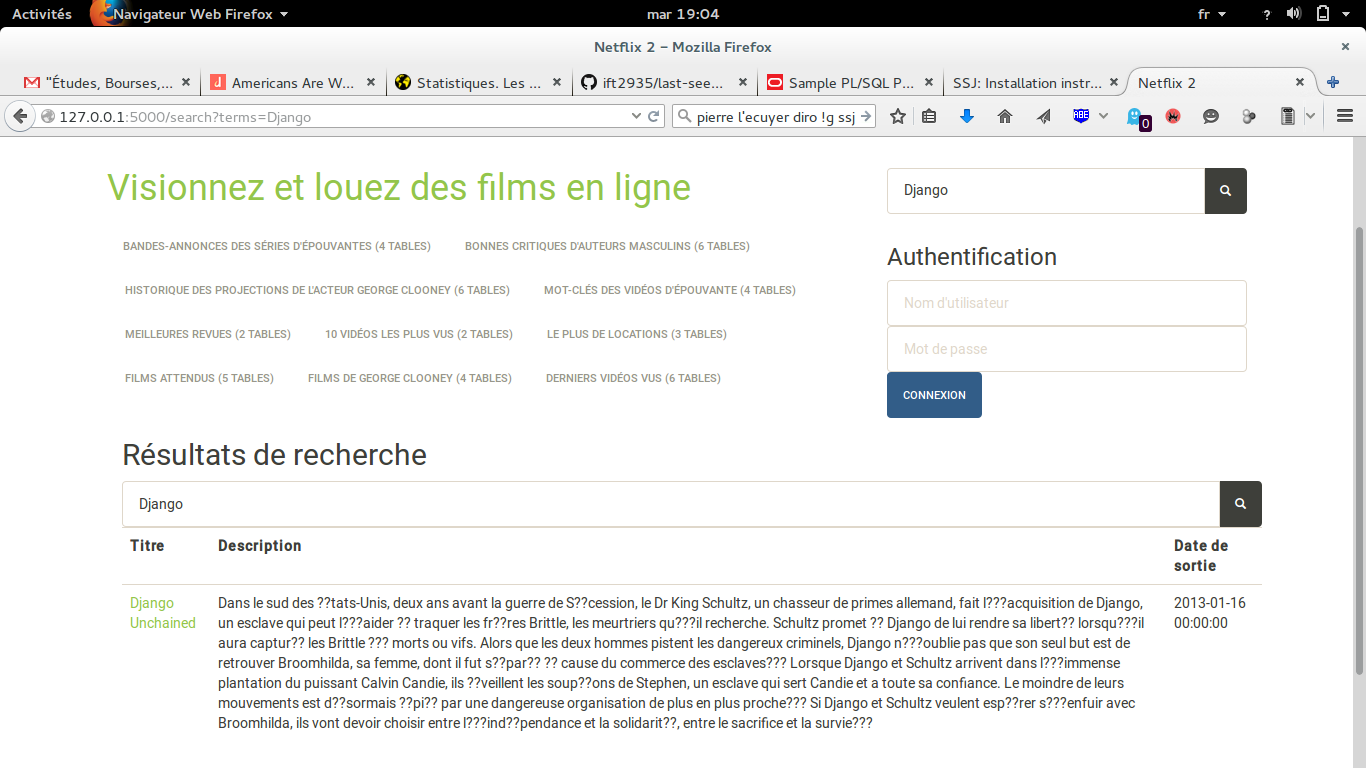 Activités Navigateur Web Firefox mar 19:04 fr ?
Netflix 2 – Mozilla Firefox
"Études, Bourses,... Americans Are W... Statistiques. Les ... ift2935/last-see... Sample PL/SQL P... SSJ: Installation instr... Netflix 2
127.0.0.1:5000/search?terms=Django pierre l'ecuyer diro !g ssj ABE 0
Visionnez et louez des films en ligne
Django
BANDES-ANNONCES DES SÉRIES D'ÉPOUVANTES (4 TABLES) BONNES CRITIQUES D'AUTEURS MASCULINS (6 TABLES)
Authentification
HISTORIQUE DES PROJECTIONS DE L'ACTEUR GEORGE CLOONEY (6 TABLES) MOT-CLÉS DES VIDÉOS D'ÉPOUVANTE (4 TABLES)
Nom d'utilisateur
MEILLEURES REVUES (2 TABLES) 10 VIDÉOS LES PLUS VUS (2 TABLES) LE PLUS DE LOCATIONS (3 TABLES)
Mot de passe
FILMS ATTENDUS (5 TABLES) FILMS DE GEORGE CLOONEY (4 TABLES) DERNIERS VIDÉOS VUS (6 TABLES)
CONNEXION
Résultats de recherche
Django
Titre Description Date de
sortie
Django
Unchained
Dans le sud des ??tats-Unis, deux ans avant la guerre de S??cession, le Dr King Schultz, un chasseur de primes allemand, fait l???acquisition de Django,
un esclave qui peut l???aider ?? traquer les fr??res Brittle, les meurtriers qu???il recherche. Schultz promet ?? Django de lui rendre sa libert?? lorsqu???il
aura captur?? les Brittle ??? morts ou vifs. Alors que les deux hommes pistent les dangereux criminels, Django n???oublie pas que son seul but est de
retrouver Broomhilda, sa femme, dont il fut s??par?? ?? cause du commerce des esclaves??? Lorsque Django et Schultz arrivent dans l???immense
plantation du puissant Calvin Candie, ils ??veillent les soup??ons de Stephen, un esclave qui sert Candie et a toute sa confiance. Le moindre de leurs
mouvements est d??sormais ??pi?? par une dangereuse organisation de plus en plus proche??? Si Django et Schultz veulent esp??rer s???enfuir avec
Broomhilda, ils vont devoir choisir entre l???ind??pendance et la solidarit??, entre le sacrifice et la survie???
2013-01-16
00:00:00